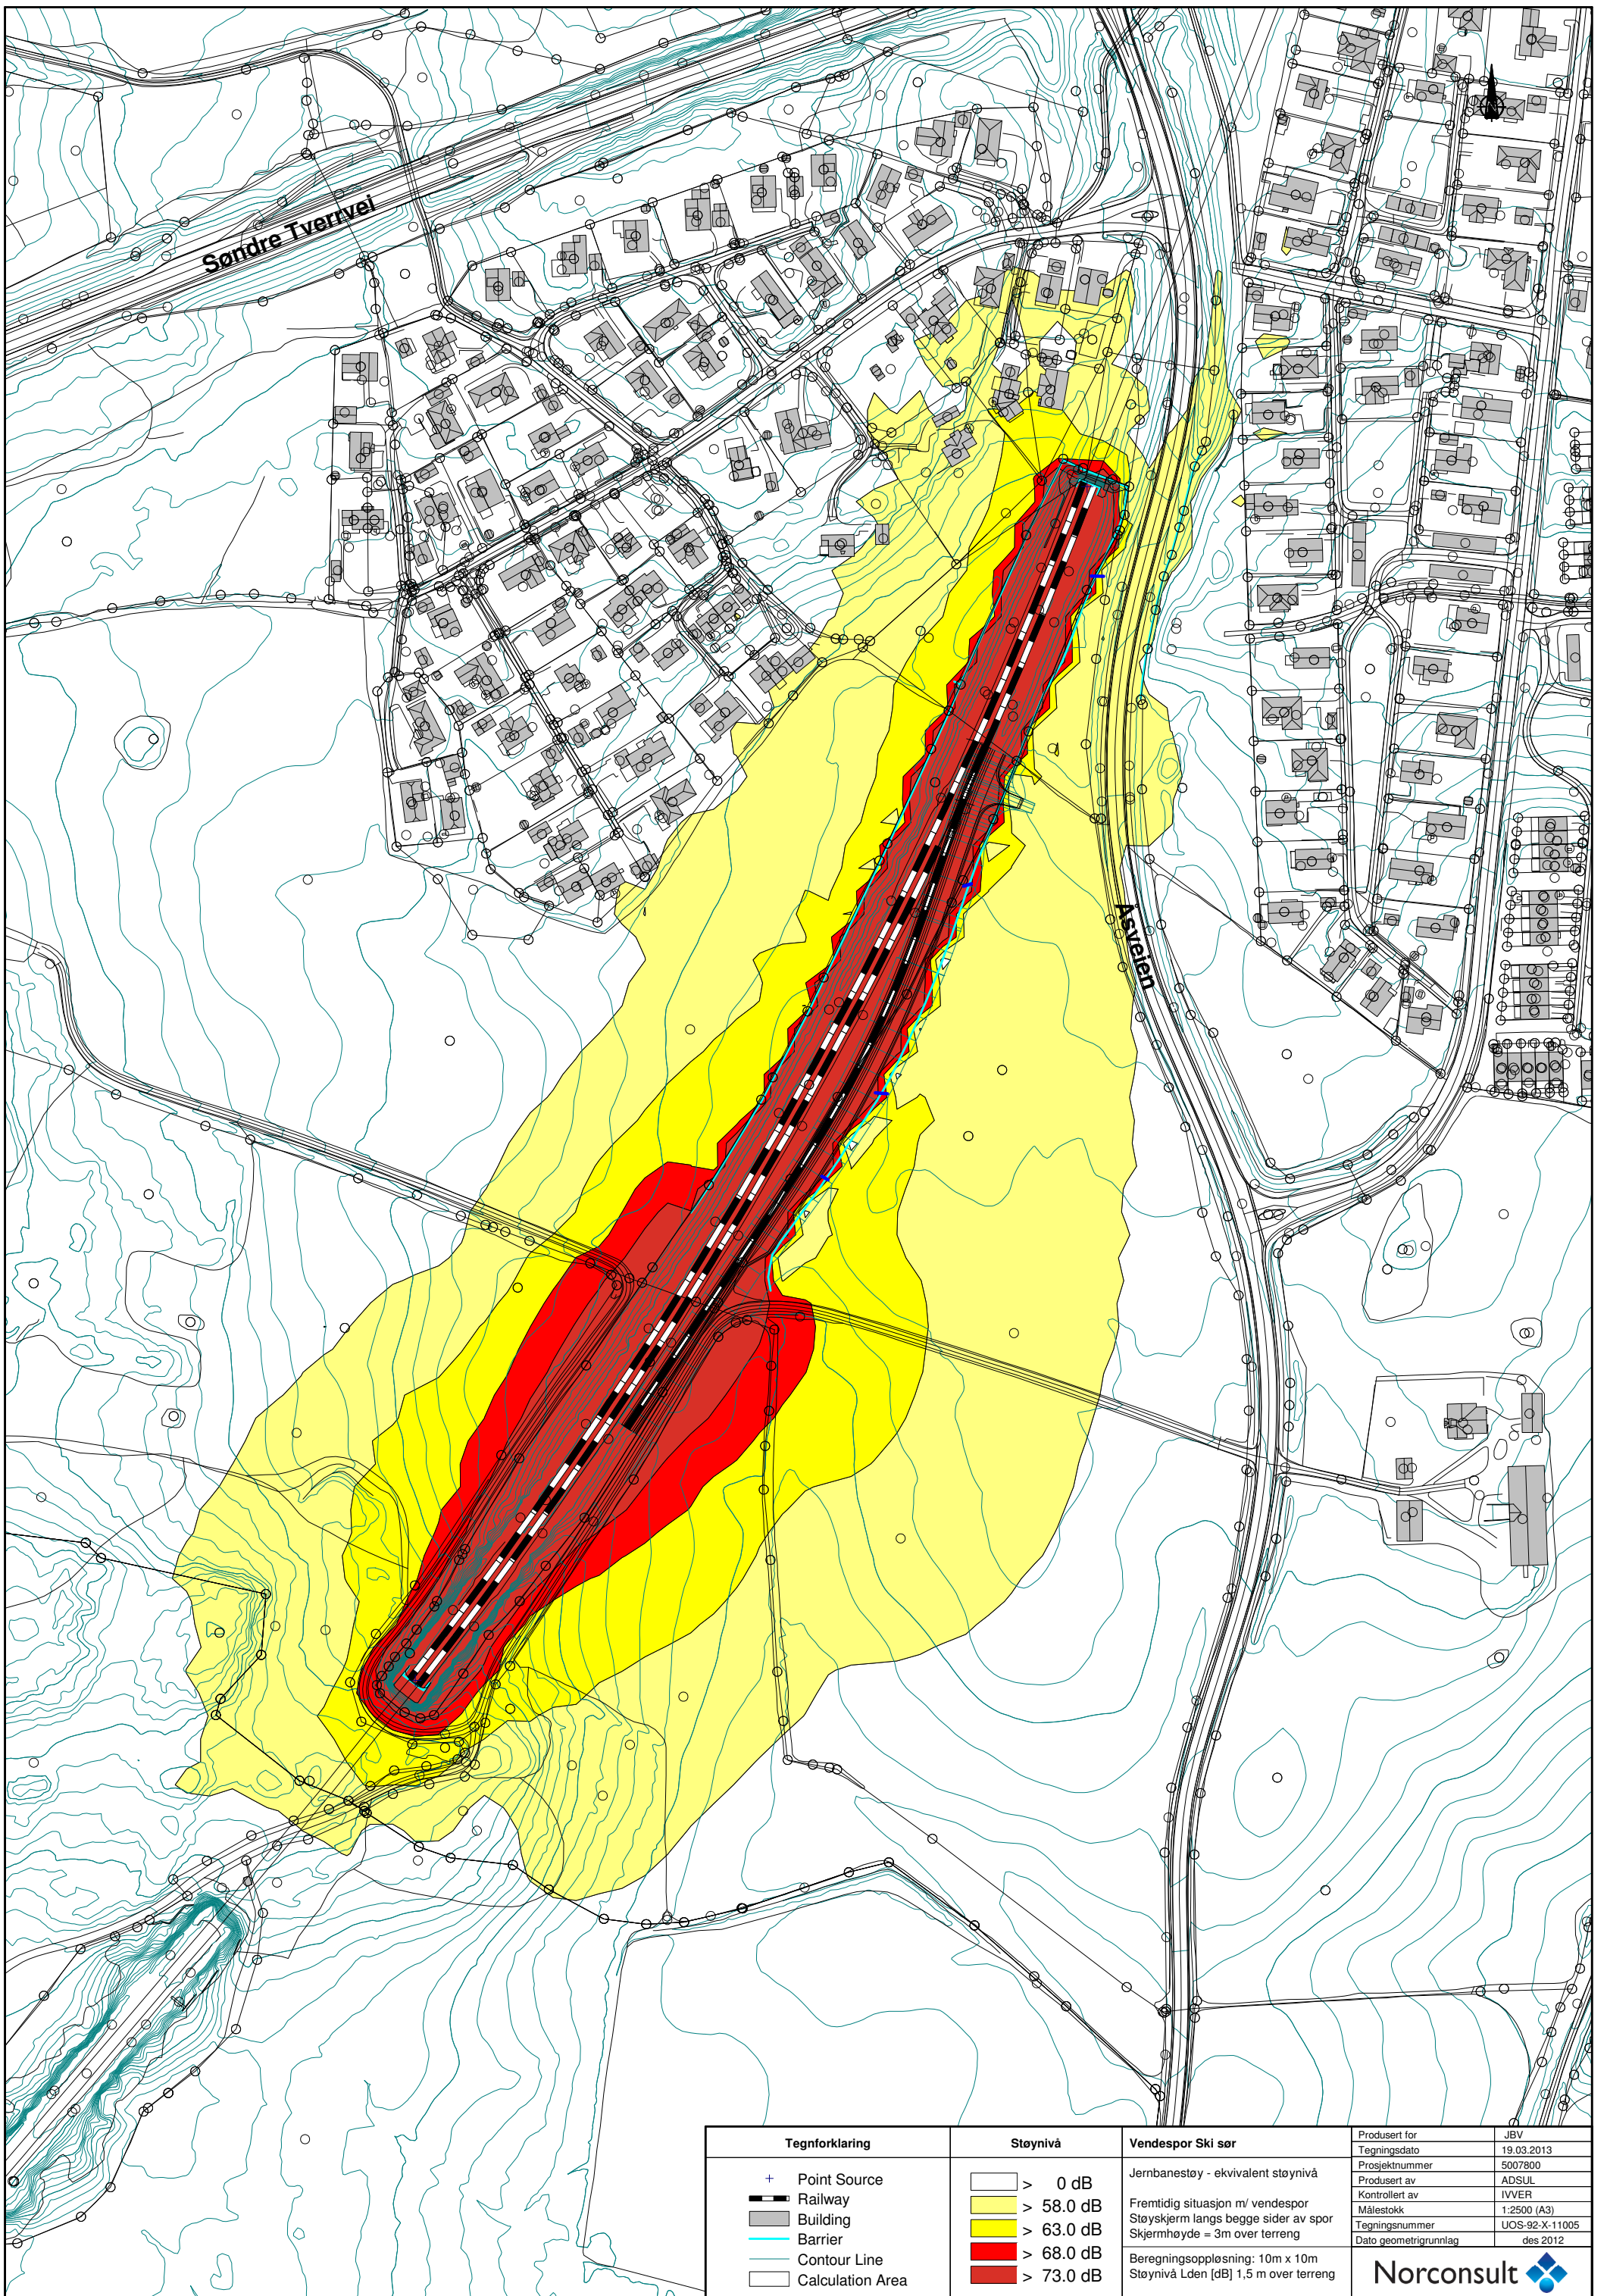 Søndre Tverrvei
Åsveien
Tegnforklaring
+ Point Source
Railway
Building
Barrier
Contour Line
Calculation Area
Støynivå
> 0 dB
> 58.0 dB
> 63.0 dB
> 68.0 dB
> 73.0 dB
Vendespor Ski sør
Jernbanestøy - ekvivalent støynivå
Fremtidig situasjon m/ vendespor
Støyskjerm langs begge sider av spor
Skjermhøyde = 3m over terreng
Beregningsoppløsning: 10m x 10m
Støynivå Lden [dB] 1,5 m over terreng
Produsert for JBV
Tegningsdato 19.03.2013
Prosjektnummer 5007800
Produsert av ADSUL
Kontrollert av IVVER
Målestokk 1:2500 (A3)
Tegningsnummer UOS-92-X-11005
Dato geometrigrunnlag des 2012
Norconsult